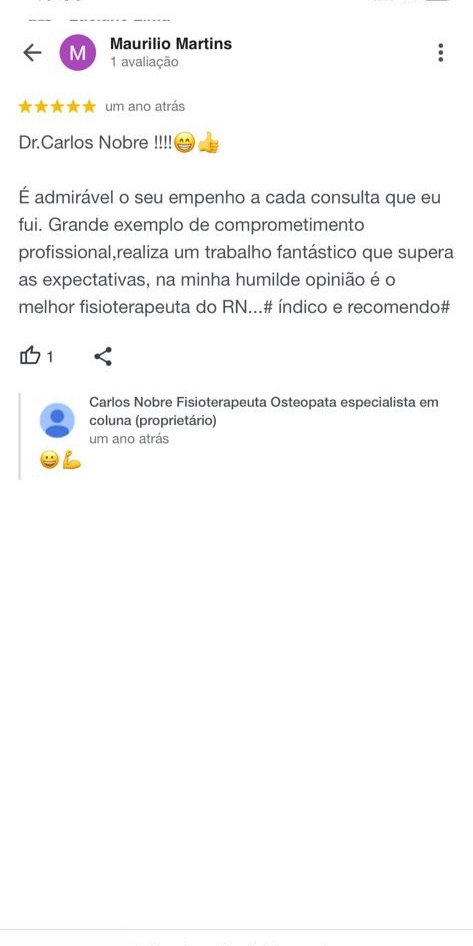 M
Maurilio Martins
1 avaliação
um ano atrás
Dr.Carlos Nobre !!!!😁👍
É admirável o seu empenho a cada consulta que eu
fui. Grande exemplo de comprometimento
profissional,realiza um trabalho fantástico que supera
as expectativas, na minha humilde opinião é o
melhor fisioterapeuta do RN...# índico e recomendo#
1
Carlos Nobre Fisioterapeuta Osteopata especialista em
coluna (proprietário)
um ano atrás
😀💪